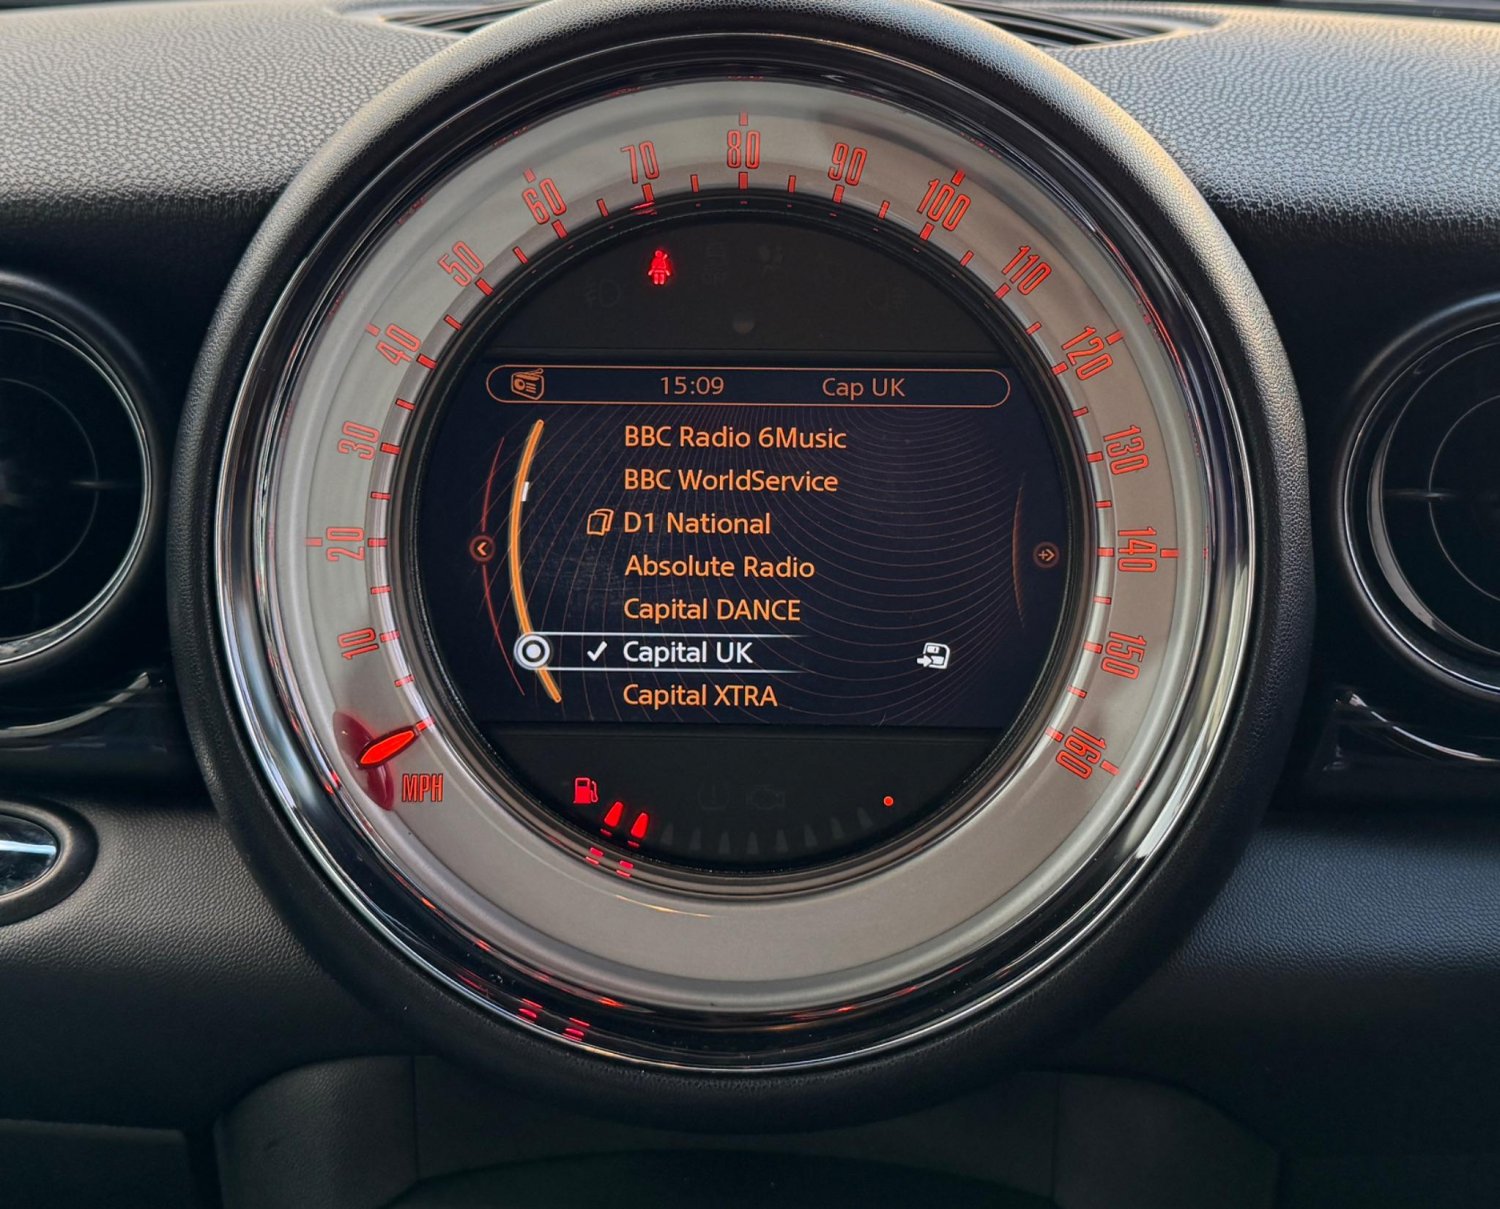 10
20
30
40
50
60
70
80
90
100
110
120
130
140
150
160
MPH
15:09 Cap UK
BBC Radio 6Music
BBC WorldService
D1 National
Absolute Radio
Capital DANCE
Capital UK
Capital XTRA